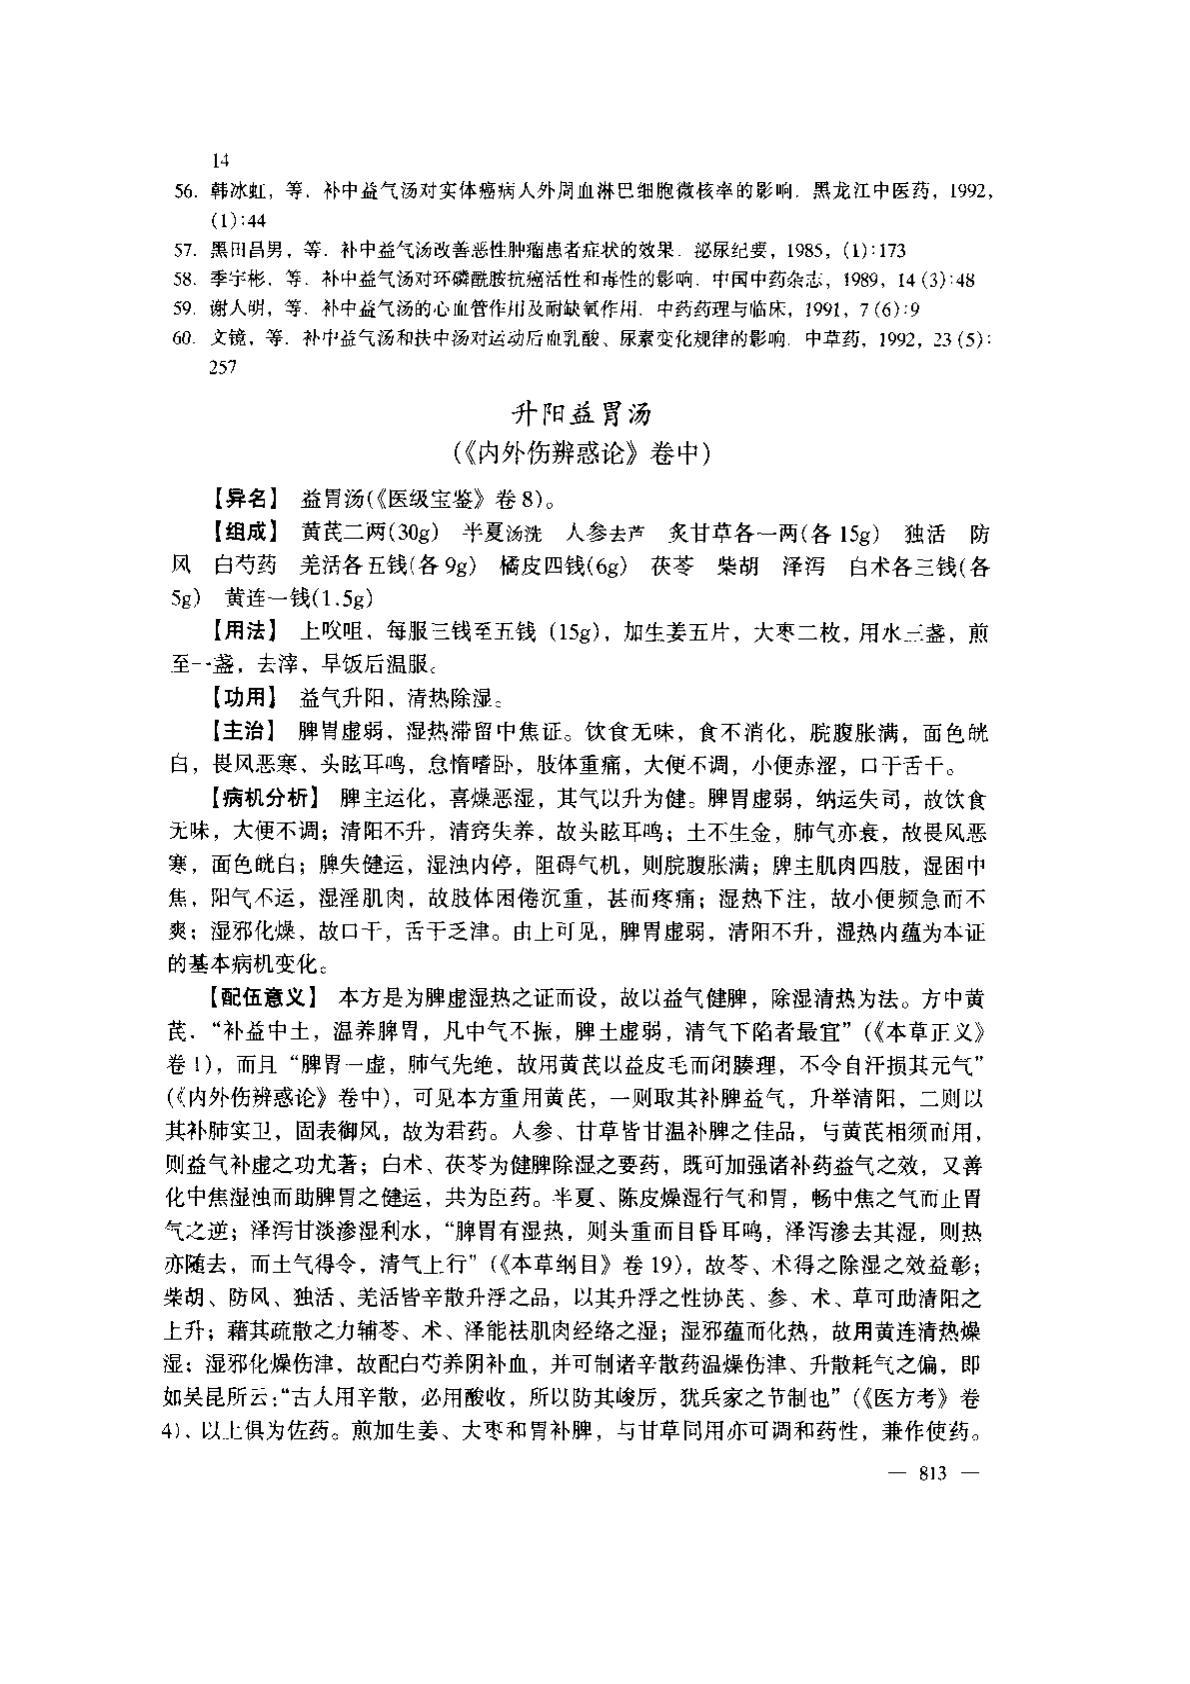 14
56. 韩冰虹，等. 补中益气汤对实体癌病人外周血淋巴细胞微核率的影响. 黑龙江中医药，1992，
(1):44
57. 黑田昌男，等. 补中益气汤改善恶性肿瘤患者症状的效果. 泌尿纪要，1985，(1):173
58. 季宇彬，等. 补中益气汤对环磷酰胺抗癌活性和毒性的影响. 中国中药杂志，1989，14 (3):48
59. 谢人明，等. 补中益气汤的心血管作用及耐缺氧作用. 中药药理与临床，1991，7 (6):9
60. 文镜，等. 补中益气汤和扶中汤对运动后血乳酸、尿素变化规律的影响. 中草药，1992，23 (5):
257
升阳益胃汤
(《内外伤辨惑论》卷中)
【异名】 益胃汤(《医级宝鉴》卷 8)。
【组成】 黄芪二两(30g) 半夏汤洗 人参去芦 炙甘草各一两(各 15g) 独活 防
风 白芍药 羌活各五钱(各 9g) 橘皮四钱(6g) 茯苓 柴胡 泽泻 白术各三钱(各
5g) 黄连一钱(1.5g)
【用法】 上㕮咀，每服三钱至五钱 (15g)，加生姜五片，大枣二枚，用水三盏，煎
至一盏，去滓，早饭后温服。
【功用】 益气升阳，清热除湿。
【主治】 脾胃虚弱，湿热滞留中焦证。饮食无味，食不消化，脘腹胀满，面色㿠
白，畏风恶寒、头眩耳鸣，怠惰嗜卧，肢体重痛，大便不调，小便赤涩，口干舌干。
【病机分析】 脾主运化，喜燥恶湿，其气以升为健。脾胃虚弱，纳运失司，故饮食
无味，大便不调；清阳不升，清窍失养，故头眩耳鸣；土不生金，肺气亦衰，故畏风恶
寒，面色㿠白；脾失健运，湿浊内停，阻碍气机，则脘腹胀满；脾主肌肉四肢，湿困中
焦，阳气不运，湿淫肌肉，故肢体困倦沉重，甚而疼痛；湿热下注，故小便频急而不
爽；湿邪化燥、故口干，舌干乏津。由上可见，脾胃虚弱，清阳不升，湿热内蕴为本证
的基本病机变化。
【配伍意义】 本方是为脾虚湿热之证而设，故以益气健脾，除湿清热为法。方中黄
芪，“补益中土，温养脾胃，凡中气不振，脾土虚弱，清气下陷者最宜”(《本草正义》
卷 1)，而且“脾胃一虚，肺气先绝，故用黄芪以益皮毛而闭腠理，不令自汗损其元气”
(《内外伤辨惑论》卷中)，可见本方重用黄芪，一则取其补脾益气，升举清阳，二则以
其补肺实卫，固表御风，故为君药。人参、甘草皆甘温补脾之佳品，与黄芪相须而用，
则益气补虚之功尤著；白术、茯苓为健脾除湿之要药，既可加强诸补药益气之效，又善
化中焦湿浊而助脾胃之健运，共为臣药。半夏、陈皮燥湿行气和胃，畅中焦之气而止胃
气之逆；泽泻甘淡渗湿利水，“脾胃有湿热，则头重而目昏耳鸣，泽泻渗去其湿，则热
亦随去，而土气得令，清气上行”(《本草纲目》卷 19)，故苓、术得之除湿之效益彰；
柴胡、防风、独活、羌活皆辛散升浮之品，以其升浮之性协芪、参、术、草可助清阳之
上升；藉其疏散之力辅苓、术、泽能祛肌肉经络之湿；湿邪蕴而化热，故用黄连清热燥
湿；湿邪化燥伤津，故配白芍养阴补血，并可制诸辛散药温燥伤津、升散耗气之偏，即
如吴昆所云:“古人用辛散，必用酸收，所以防其峻厉，犹兵家之节制也”(《医方考》卷
4)，以上俱为佐药。煎加生姜、大枣和胃补脾，与甘草同用亦可调和药性，兼作使药。
— 813 —